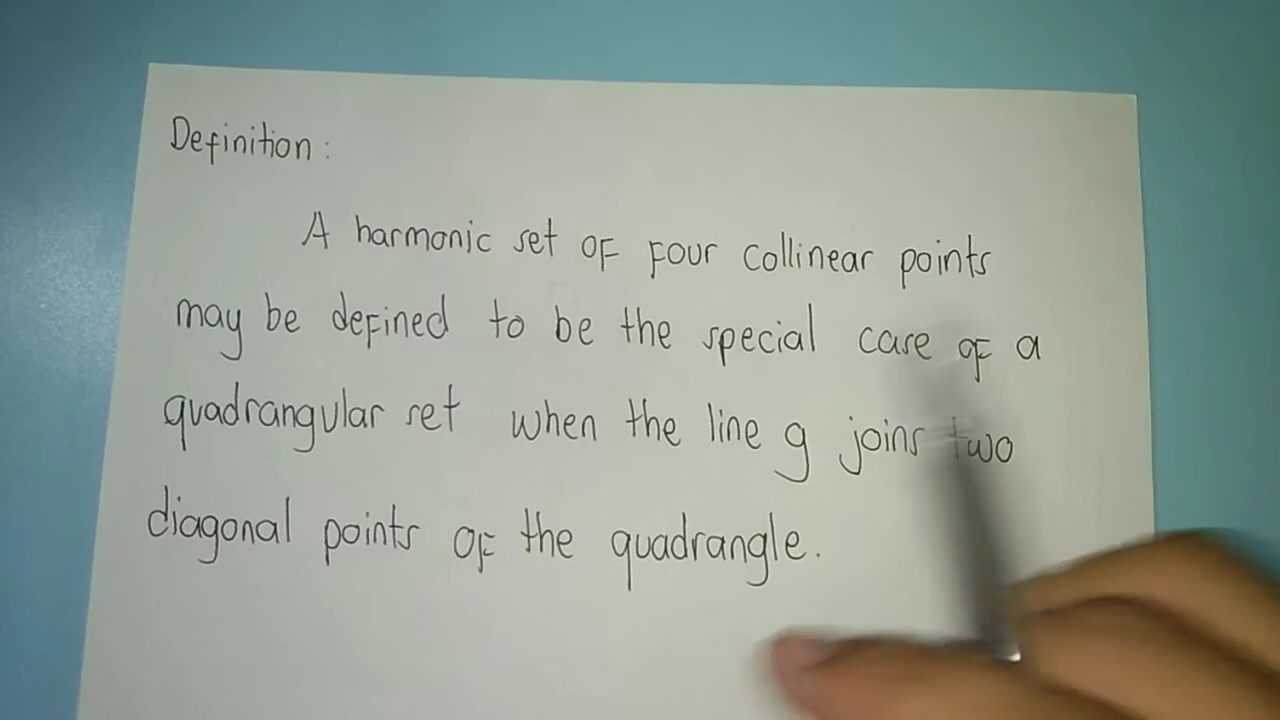 Definition:
A harmonic set of four collinear points
may be defined to be the special case of a
quadrangular set when the line g joins two
diagonal points of the quadrangle.